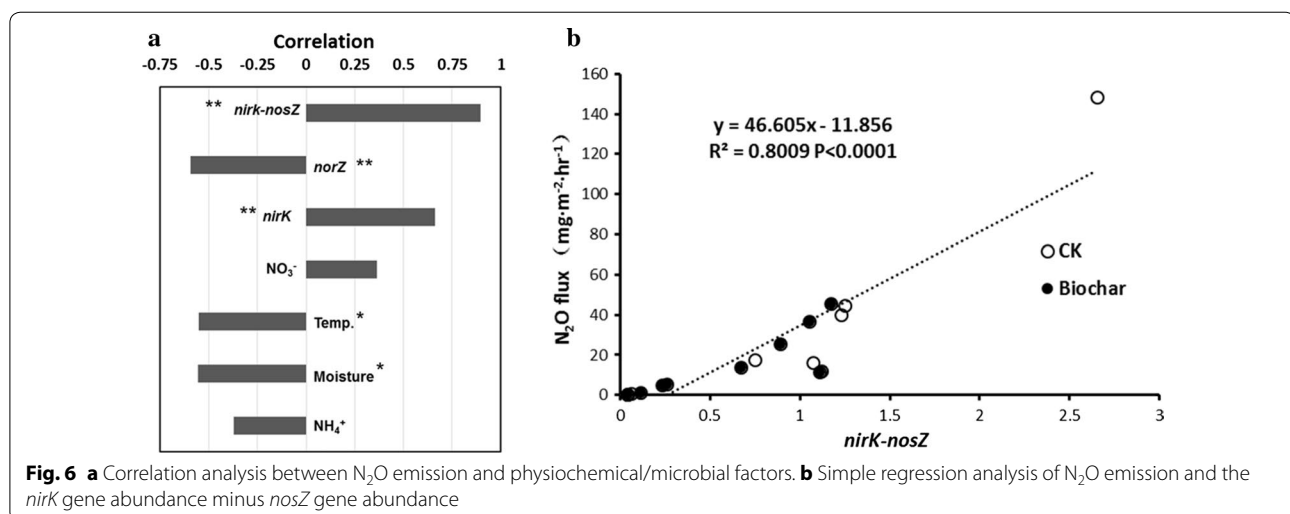 a
Correlation
-0.75 -0.5 -0.25 0 0.25 0.5 0.75 1
** nirk-nosZ
norZ **
** nirK
NO₃⁻
Temp.*
Moisture*
NH₄⁺
b
160
140
120
100
80
60
40
20
0
N₂O flux (mg·m⁻²·hr⁻¹)
y = 46.605x - 11.856
R² = 0.8009 P<0.0001
CK
Biochar
0 0.5 1 1.5 2 2.5 3
nirK-nosZ
Fig. 6 a Correlation analysis between N₂O emission and physiochemical/microbial factors. b Simple regression analysis of N₂O emission and the
nirK gene abundance minus nosZ gene abundance